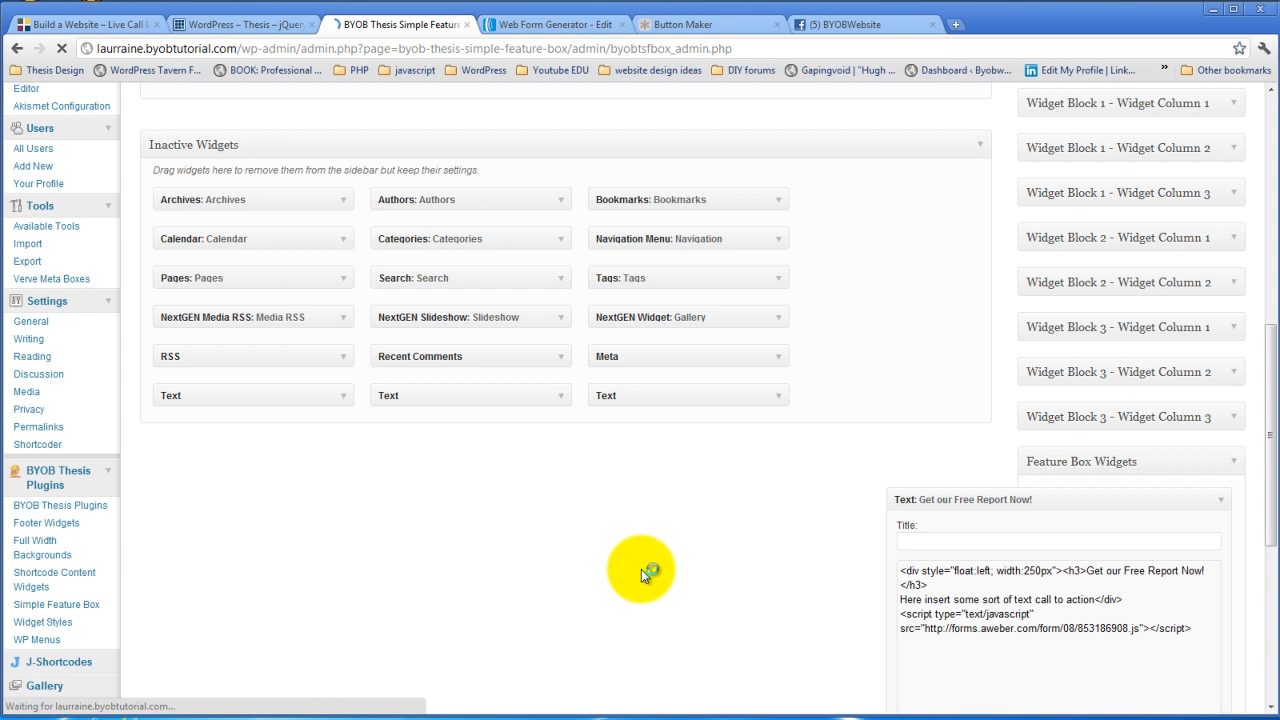 Build a Website – Live Call I
WordPress – Thesis – jQuery
BYOB Thesis Simple Feature
Web Form Generator - Edit
Button Maker
(5) BYOBWebsite
laurraine.byobtutorial.com/wp-admin/admin.php?page=byob-thesis-simple-feature-box/admin/byobtsfbox_admin.php
Thesis Design
WordPress Tavern F...
BOOK: Professional ...
PHP
javascript
WordPress
Youtube EDU
website design ideas
DIY forums
Gapingvoid | "Hugh ...
Dashboard ‹ Byobw...
Edit My Profile | Link...
»
Other bookmarks
Editor
Akismet Configuration
Users
All Users
Add New
Your Profile
Tools
Available Tools
Import
Export
Verve Meta Boxes
Settings
General
Writing
Reading
Discussion
Media
Privacy
Permalinks
Shortcoder
BYOB Thesis
Plugins
BYOB Thesis Plugins
Footer Widgets
Full Width
Backgrounds
Shortcode Content
Widgets
Simple Feature Box
Widget Styles
WP Menus
J-Shortcodes
Gallery
Inactive Widgets
Drag widgets here to remove them from the sidebar but keep their settings.
Archives: Archives
Authors: Authors
Bookmarks: Bookmarks
Calendar: Calendar
Categories: Categories
Navigation Menu: Navigation
Pages: Pages
Search: Search
Tags: Tags
NextGEN Media RSS: Media RSS
NextGEN Slideshow: Slideshow
NextGEN Widget: Gallery
RSS
Recent Comments
Meta
Text
Text
Text
Widget Block 1 - Widget Column 1
Widget Block 1 - Widget Column 2
Widget Block 1 - Widget Column 3
Widget Block 2 - Widget Column 1
Widget Block 2 - Widget Column 2
Widget Block 3 - Widget Column 1
Widget Block 3 - Widget Column 2
Widget Block 3 - Widget Column 3
Feature Box Widgets
Text: Get our Free Report Now!
Title:
<div style="float:left; width:250px"><h3>Get our Free Report Now!
</h3>
Here insert some sort of text call to action</div>
<script type="text/javascript"
src="http://forms.aweber.com/form/08/853186908.js"></script>
Waiting for laurraine.byobtutorial.com...